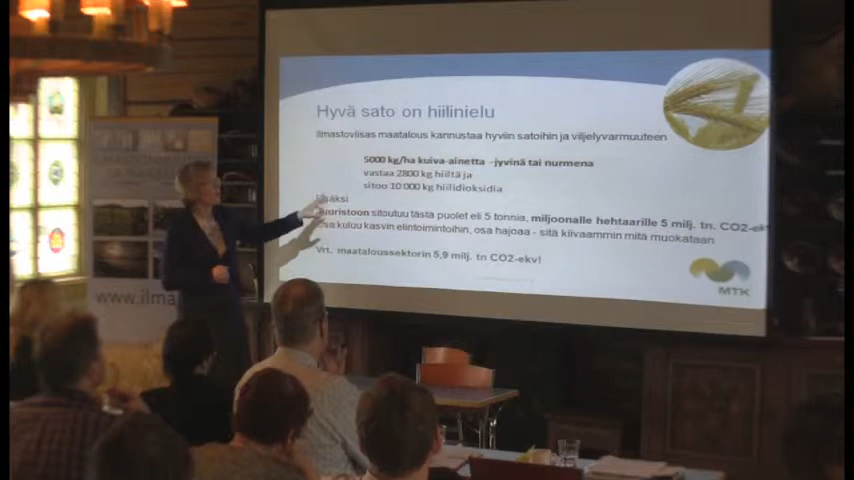 Hyvä sato on hiilinielu
Ilmastoviisas maatalous kannustaa hyviin satoihin ja viljelyvarmuuteen
5000 kg/ha kuiva-ainetta -jyvinä tai nurmena
vastaa 2800 kg hiiltä ja
sitoo 10 000 kg hiilidioksidia
Lisäksi
juuristoon sitoutuu tästä puolet eli 5 tonnia, miljoonalle hehtaarille 5 milj. tn. CO2-ekv
kuluu kasvin elintoimintoihin, osa hajoaa - sitä kiivaammin mitä muokataan
Vrt. maataloussektorin 5,9 milj. tn CO2-ekv!
MTK
www.ilma